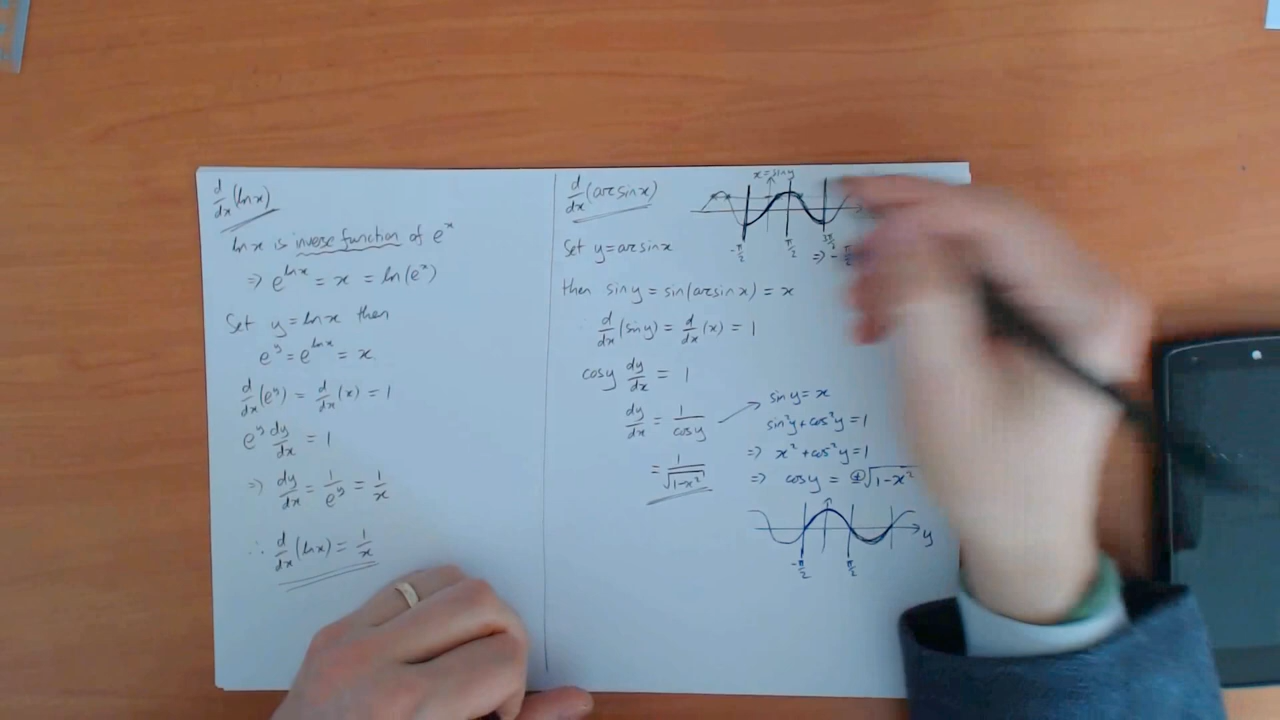 d/dx (ln x)
ln x is inverse function of e^x
⇒ e^{ln x} = x = ln(e^x)
Set y = ln x then
e^y = e^{ln x} = x
d/dx (e^y) = d/dx (x) = 1
e^y dy/dx = 1
⇒ dy/dx = 1/e^y = 1/x
∴ d/dx (ln x) = 1/x
d/dx (arcsin x)
x = sin y
-π/2 π/2 3π/2
Set y = arcsin x
⇒ - π/2
then sin y = sin(arcsin x) = x
d/dx (sin y) = d/dx (x) = 1
cos y dy/dx = 1
dy/dx = 1/cos y
= 1/√(1-x²)
sin y = x
sin²y + cos²y = 1
⇒ x² + cos²y = 1
⇒ cos y = ±√(1-x²)
y
-π/2 π/2